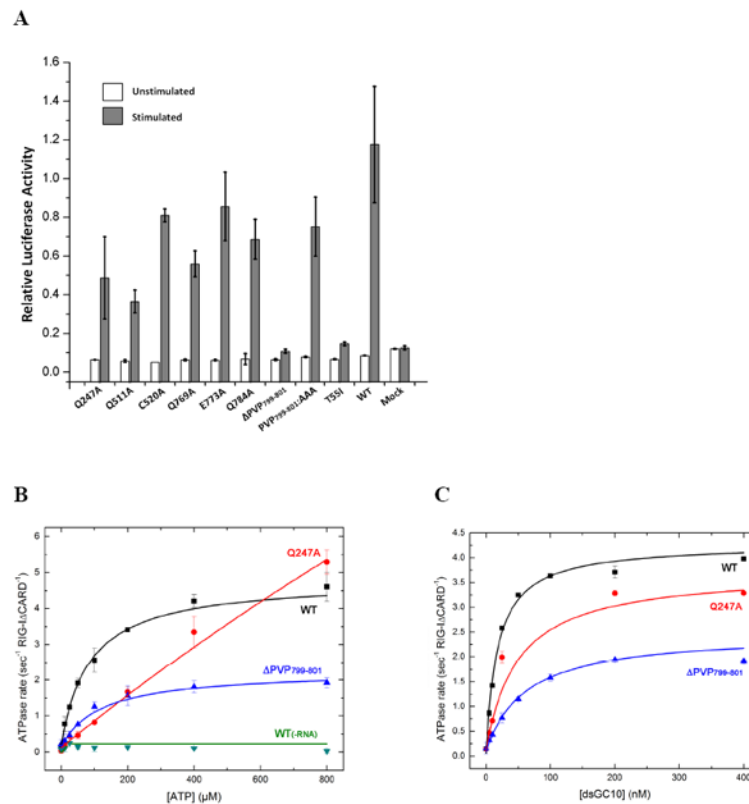 A
Relative Luciferase Activity
1.6
1.4
1.2
1.0
0.8
0.6
0.4
0.2
0.0
Unstimulated
Stimulated
Q247A
Q511A
C520A
Q769A
E773A
Q784A
ΔPVP799-801
PVP799-801:AAA
T55I
WT
Mock
B
ATPase rate (sec-1 RIG-IΔCARD-1)
6
5
4
3
2
1
0
Q247A
WT
ΔPVP799-801
WT(-RNA)
0 200 400 600 800
[ATP] (µM)
C
ATPase rate (sec-1 RIG-IΔCARD-1)
4.5
4.0
3.5
3.0
2.5
2.0
1.5
1.0
0.5
0.0
WT
Q247A
ΔPVP799-801
0 100 200 300 400
[dsGC10] (nM)